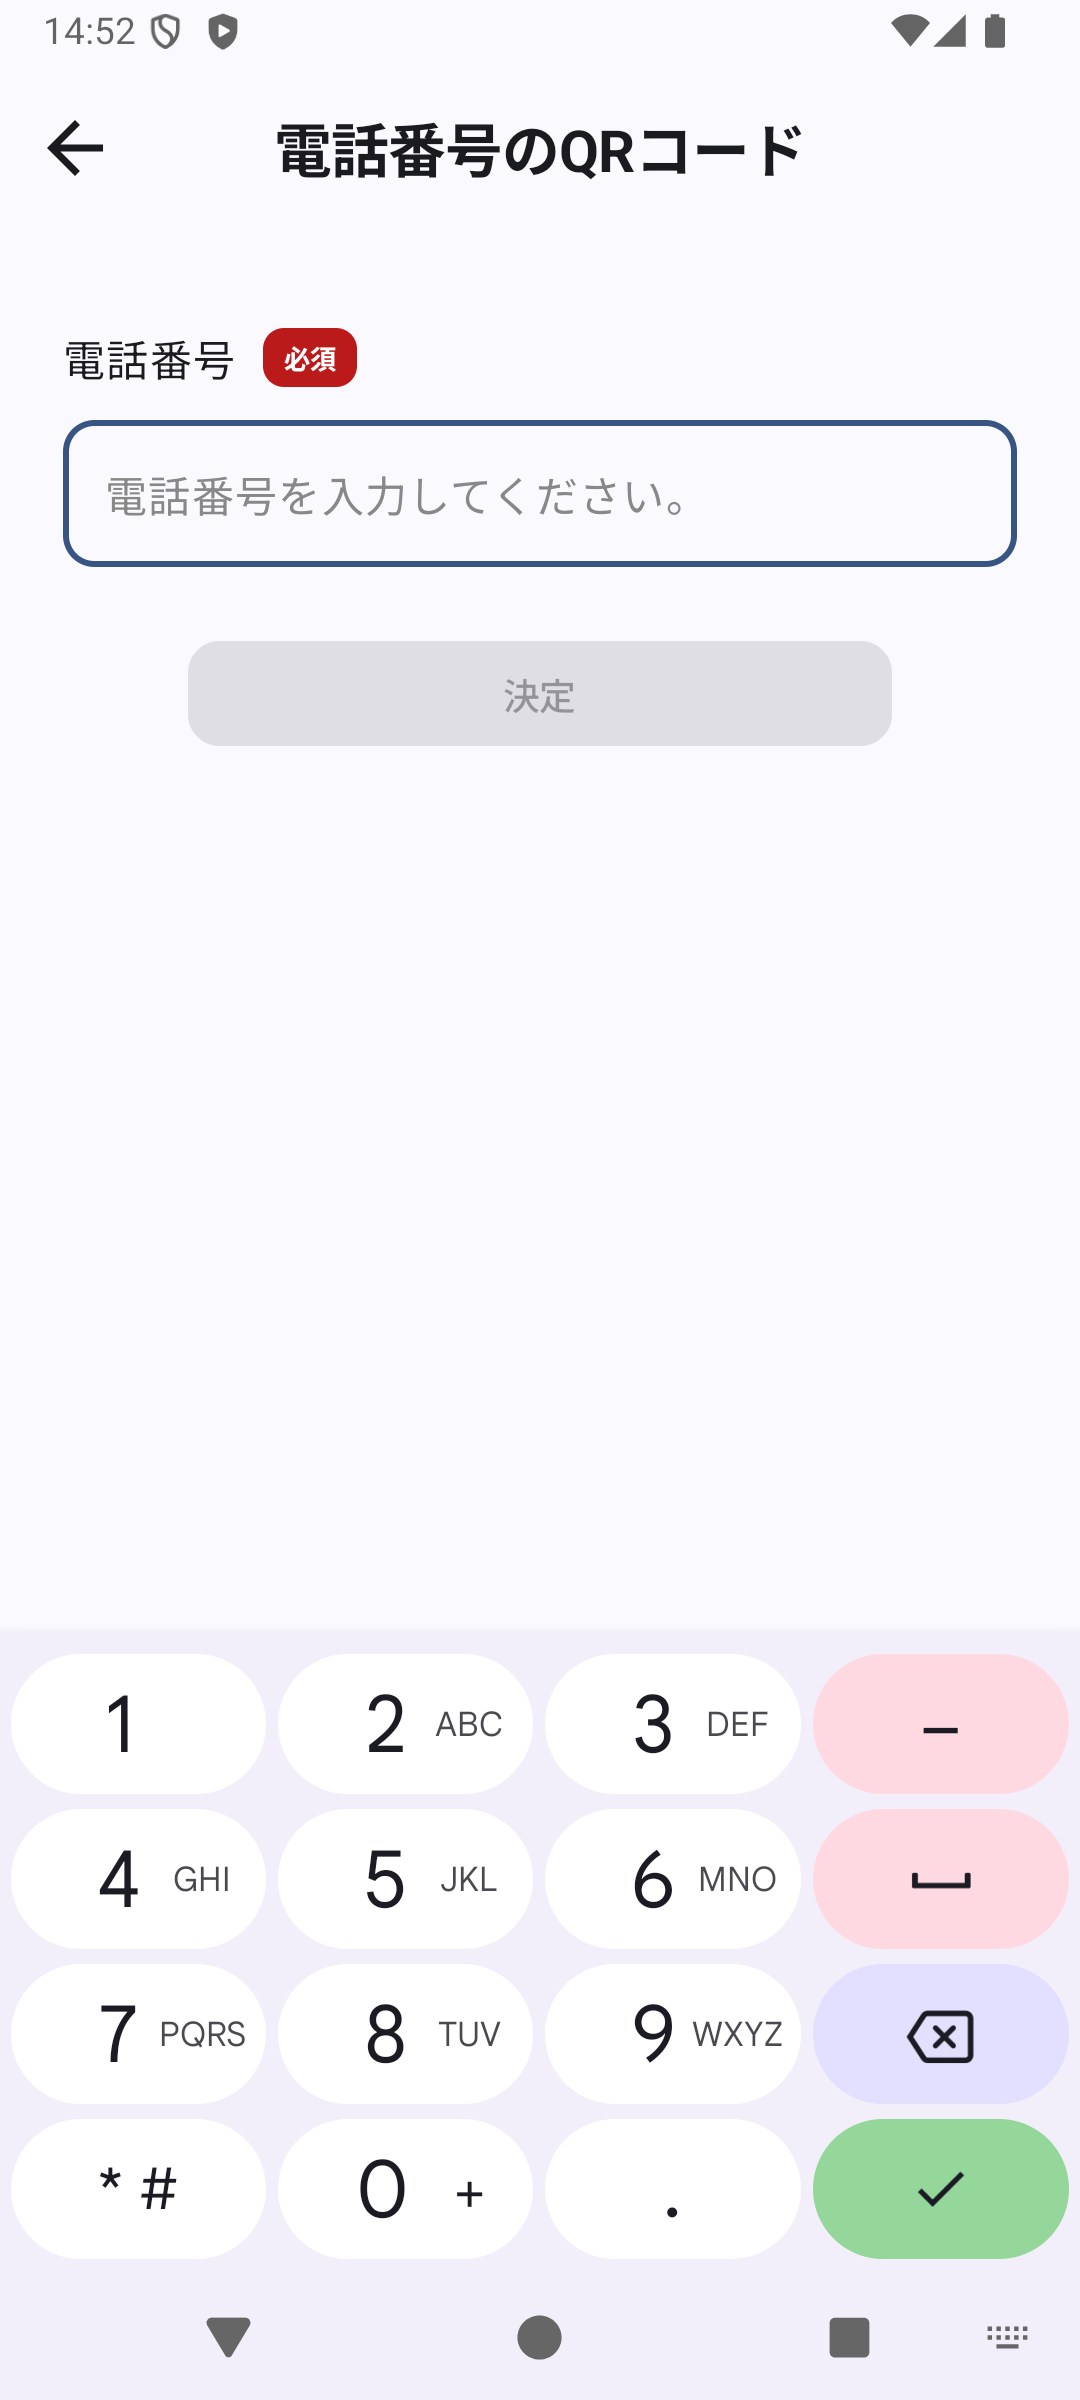 14:52
電話番号のQRコード
電話番号 必須
電話番号を入力してください。
決定
1 2 ABC 3 DEF –
4 GHI 5 JKL 6 MNO
7 PQRS 8 TUV 9 WXYZ
* # 0 + .